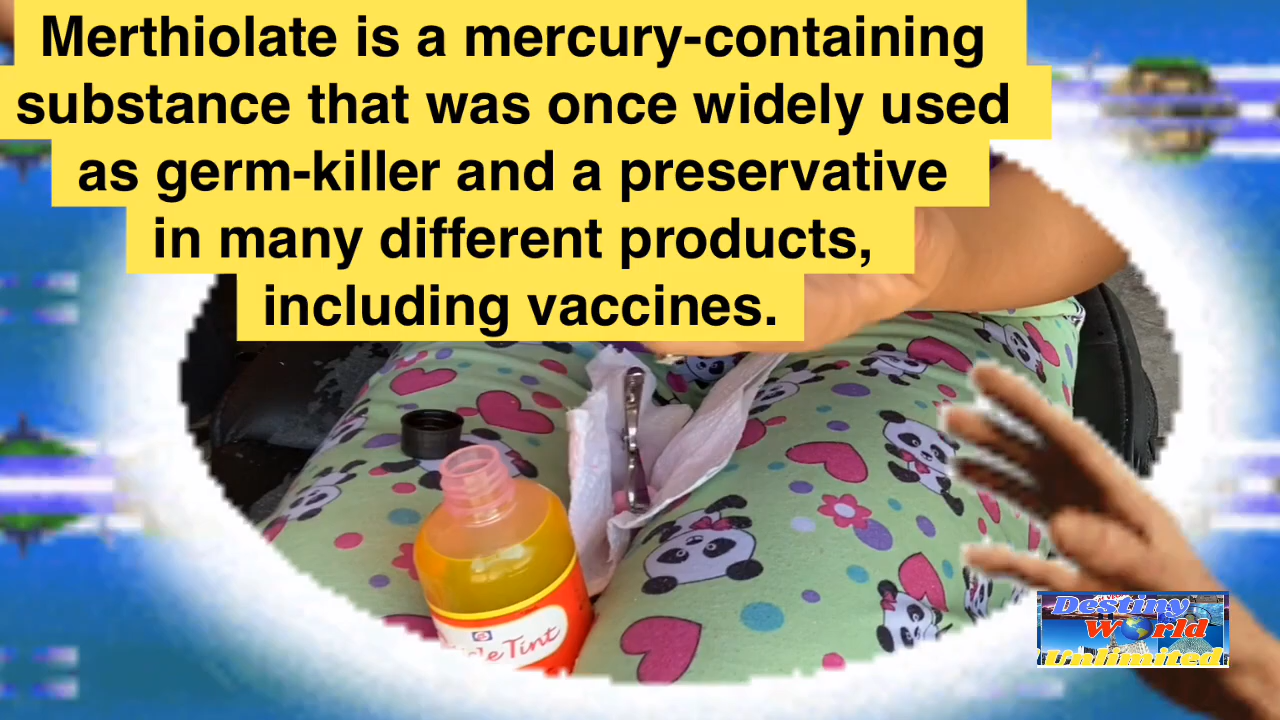 Merthiolate is a mercury-containing
substance that was once widely used
as germ-killer and a preservative
in many different products,
including vaccines.
Tint
Destiny
World
Unlimited